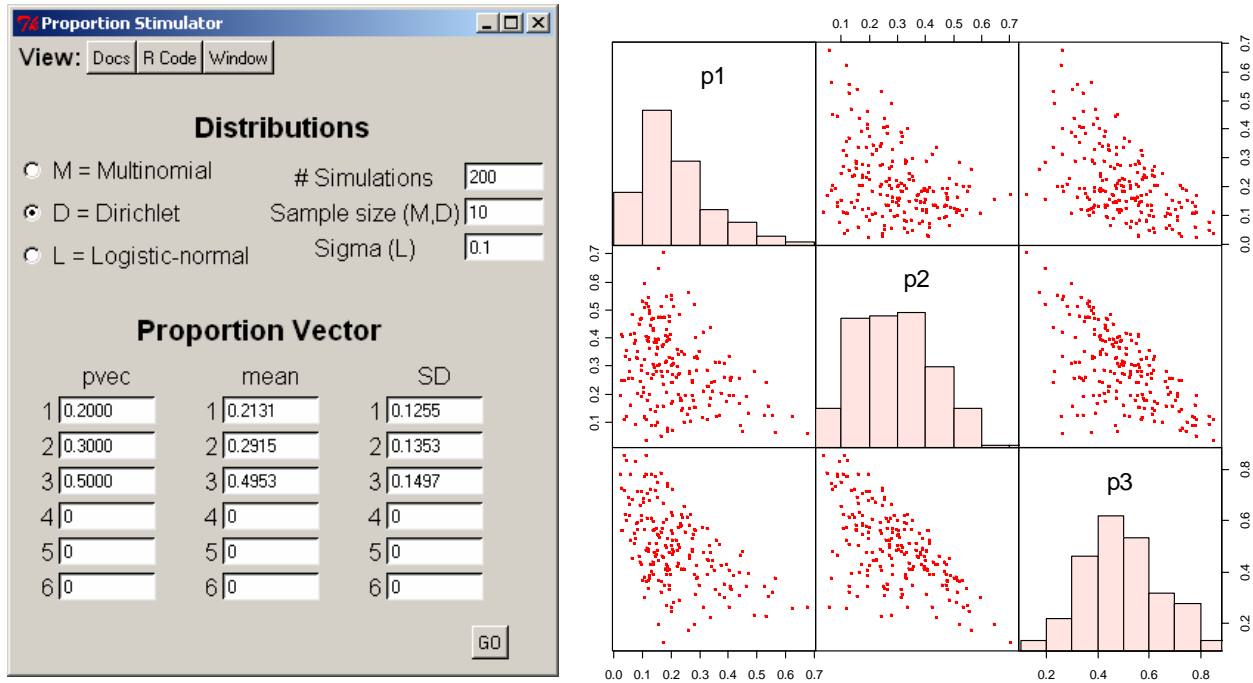 Proportion Stimulator
View: Docs R Code Window
Distributions
M = Multinomial
D = Dirichlet
L = Logistic-normal
# Simulations 200
Sample size (M,D) 10
Sigma (L) 0.1
Proportion Vector
pvec mean SD
1 0.2000 1 0.2131 1 0.1255
2 0.3000 2 0.2915 2 0.1353
3 0.5000 3 0.4953 3 0.1497
4 0 4 0 4 0
5 0 5 0 5 0
6 0 6 0 6 0
GO
0.1 0.2 0.3 0.4 0.5 0.6 0.7
p1
0.0 0.1 0.2 0.3 0.4 0.5 0.6 0.7
p2
0.1 0.2 0.3 0.4 0.5 0.6 0.7
p3
0.2 0.4 0.6 0.8
0.0 0.1 0.2 0.3 0.4 0.5 0.6 0.7
0.2 0.4 0.6 0.8